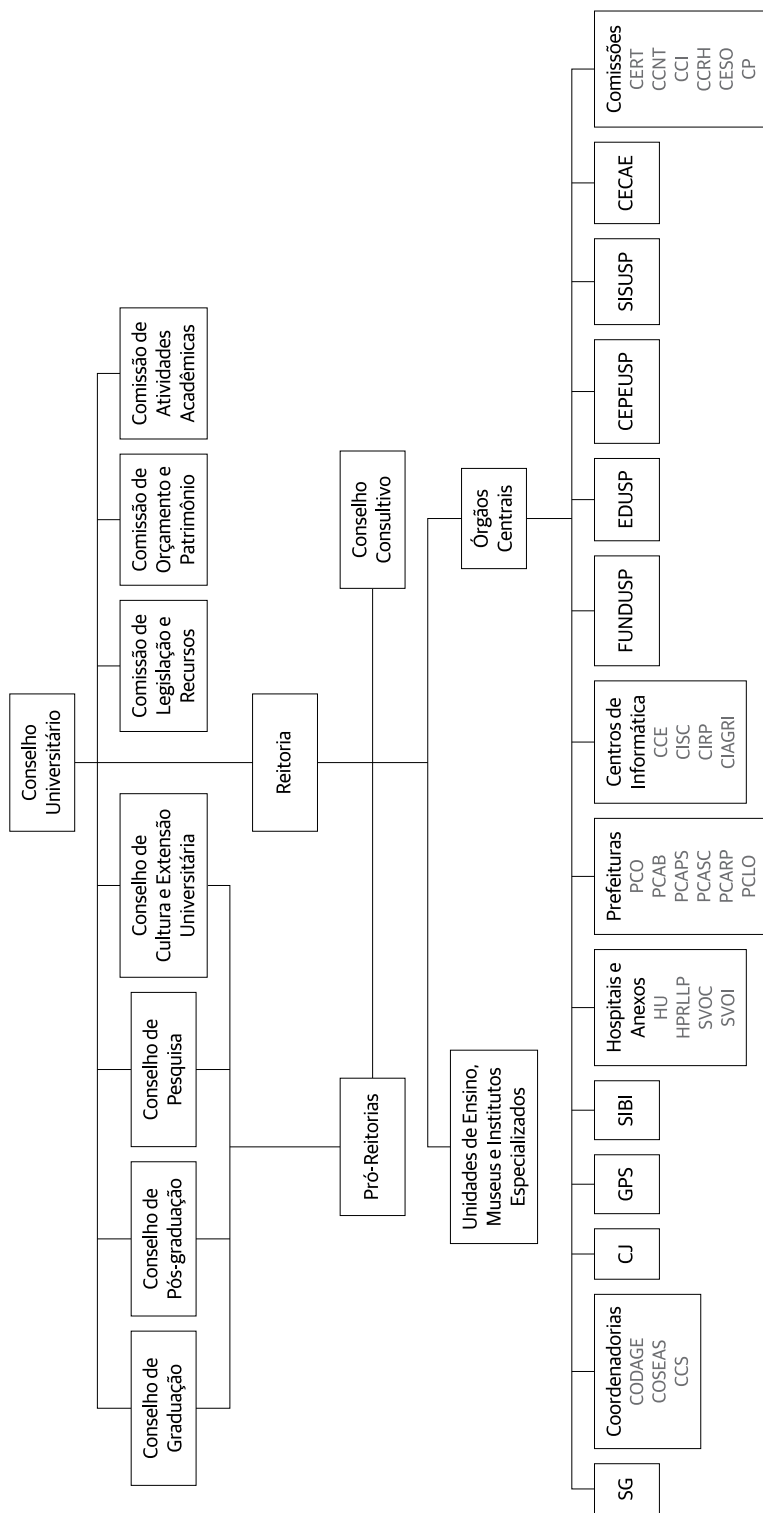 Conselho
Universitário
Conselho de
Graduação
Conselho de
Pós-graduação
Conselho de
Pesquisa
Conselho de
Cultura e Extensão
Universitária
Comissão de
Legislação e
Recursos
Comissão de
Orçamento e
Patrimônio
Comissão de
Atividades
Acadêmicas
Reitoria
Pró-Reitorias
Conselho
Consultivo
Unidades de Ensino,
Museus e Institutos
Especializados
Órgãos
Centrais
SG
Coordenadorias
CODAGE
COSEAS
CCS
CJ
GPS
SIBI
Hospitais e
Anexos
HU
HPRLLP
SVOC
SVOI
Prefeituras
PCO
PCAB
PCAPS
PCASC
PCARP
PCLO
Centros de
Informática
CCE
CISC
CIRP
CIAGRI
FUNDUSP
EDUSP
CEPEUSP
SISUSP
CECAE
Comissões
CERT
CCNT
CCI
CCRH
CESO
CP